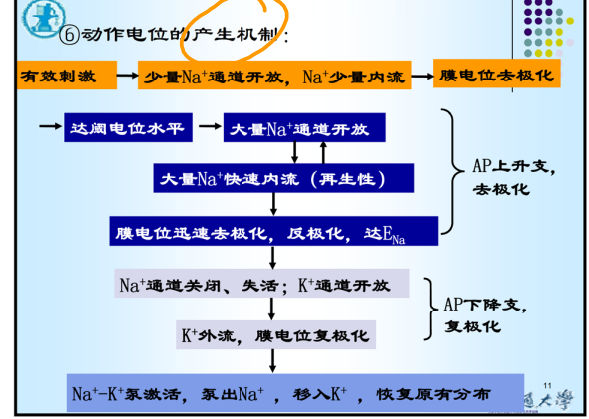 ⑥动作电位的产生机制：
有效刺激
少量Na⁺通道开放，Na⁺少量内流
膜电位去极化
达阈电位水平
大量Na⁺通道开放
大量Na⁺快速内流（再生性）
AP上升支，
去极化
膜电位迅速去极化，反极化，达E_Na
Na⁺通道关闭、失活；K⁺通道开放
AP下降支，
复极化
K⁺外流，膜电位复极化
Na⁺-K⁺泵激活，泵出Na⁺ ，移入K⁺ ，恢复原有分布
11
通大学